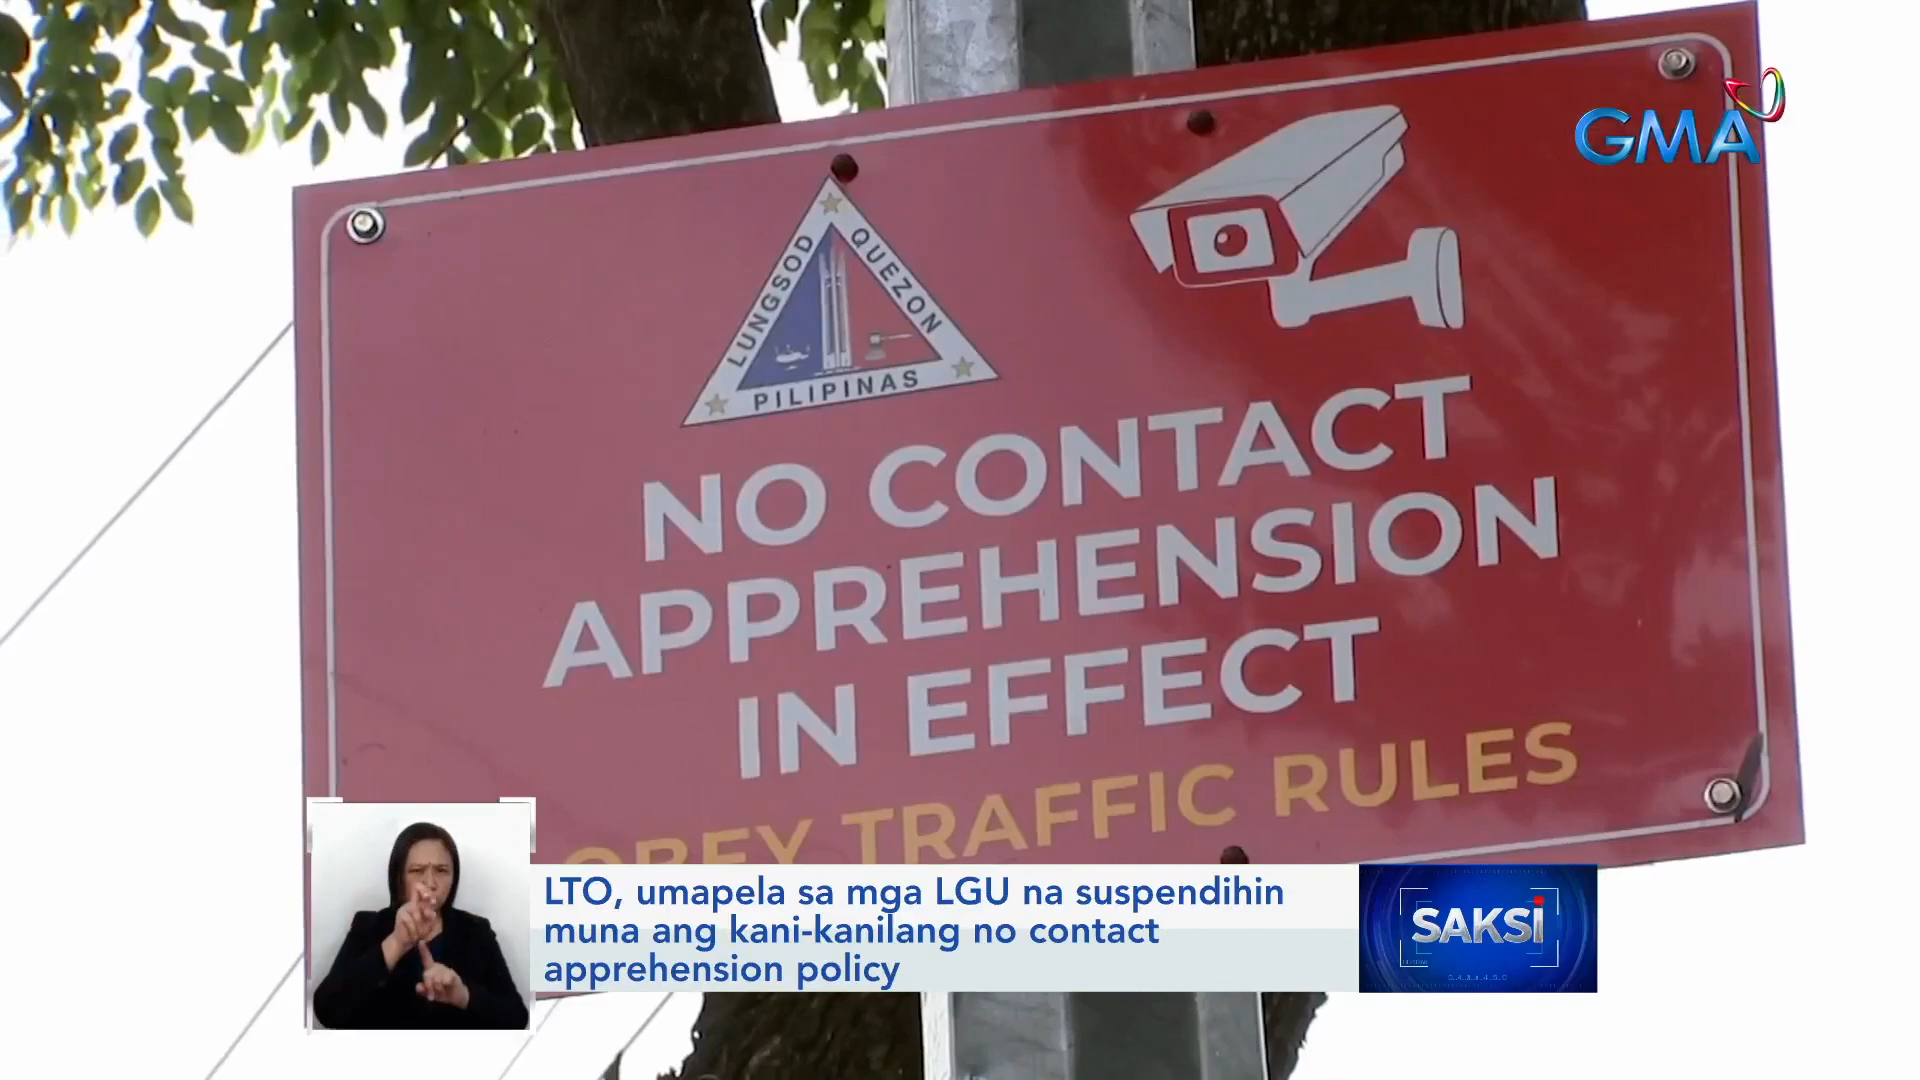 GMA
LUNGSOD QUEZON
PILIPINAS
NO CONTACT
APPREHENSION
IN EFFECT
OBEY TRAFFIC RULES
LTO, umapela sa mga LGU na suspendihin
muna ang kani-kanilang no contact
apprehension policy
SAKSI